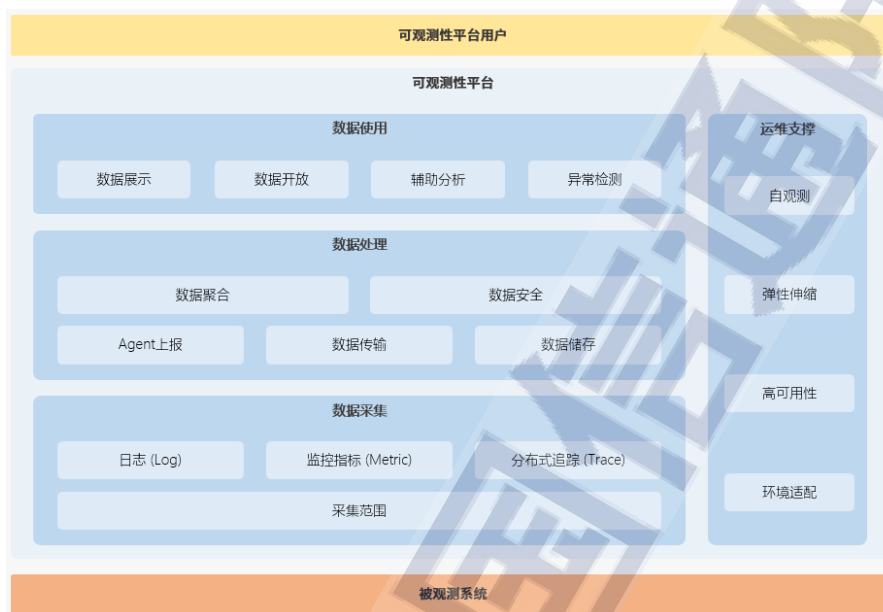 可观测性平台用户
可观测性平台
数据使用
运维支撑
数据展示
数据开放
辅助分析
异常检测
自观测
数据处理
数据聚合
数据安全
弹性伸缩
Agent上报
数据传输
数据储存
高可用性
数据采集
日志 (Log)
监控指标 (Metric)
分布式追踪 (Trace)
环境适配
采集范围
被观测系统